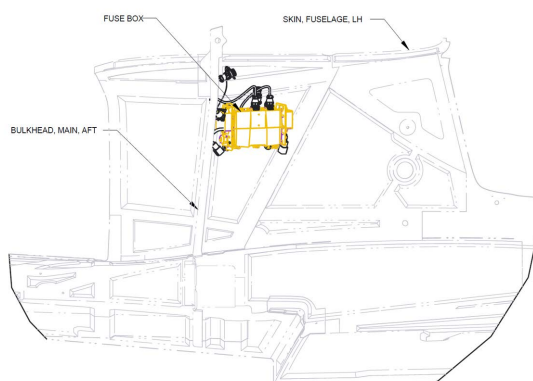 FUSE BOX
SKIN, FUSELAGE, LH
BULKHEAD, MAIN, AFT